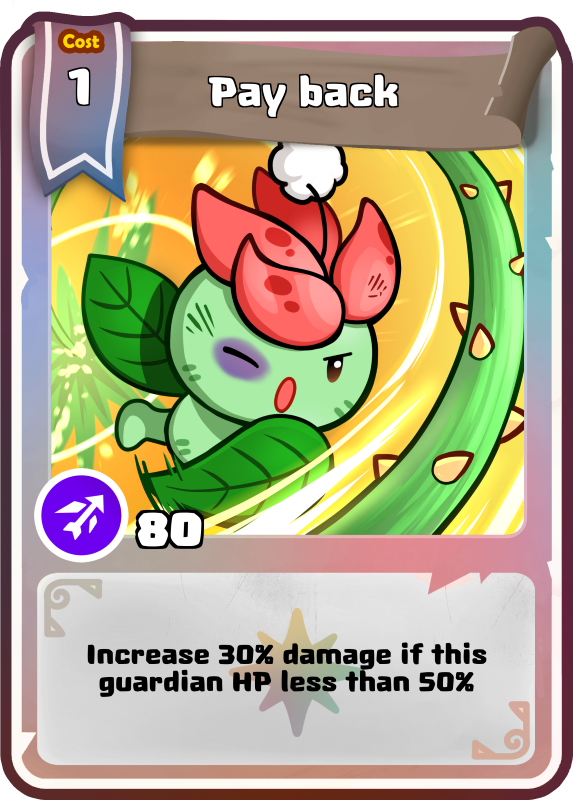 Cost
1
Pay back
80
Increase 30% damage if this
guardian HP less than 50%